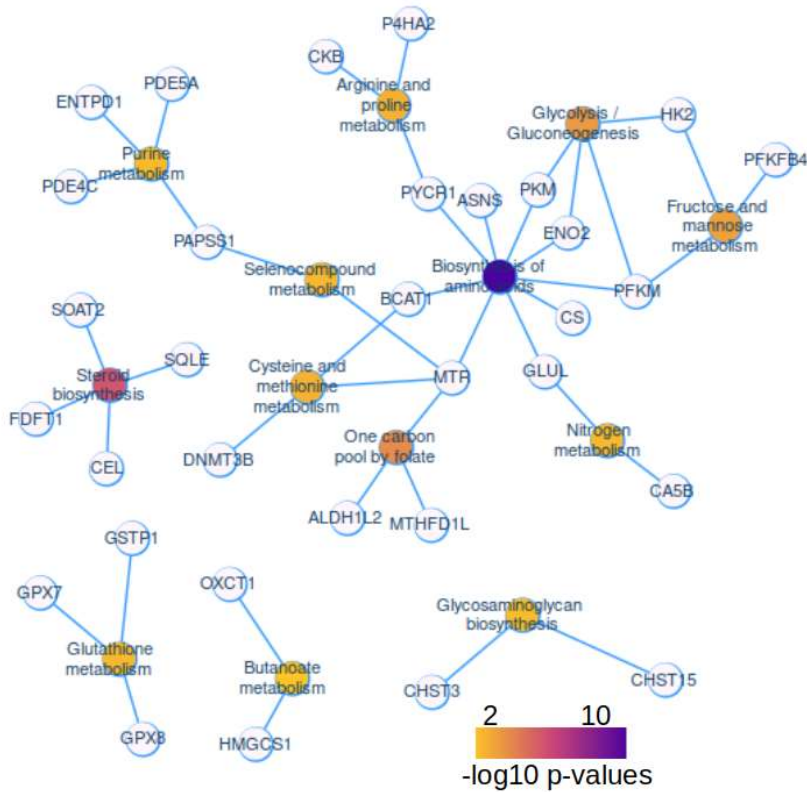 P4HA2
CKB
PDE5A
Arginine and
proline
metabolism
ENTPD1
Glycolysis /
Gluconeogenesis
HK2
Purine
metabolism
PFKFB4
PDE4C
PYCR1
ASNS
PKM
Fructose and
mannose
metabolism
PAPSS1
ENO2
Selenocompound
metabolism
Biosynthesis of
amino acids
BCAT1
PFKM
SOAT2
CS
SQLE
Steroid
biosynthesis
Cysteine and
methionine
metabolism
MTR
GLUL
FDFT1
One carbon
pool by folate
Nitrogen
metabolism
CEL
DNMT3B
CA5B
ALDH1L2
MTHFD1L
GSTP1
OXCT1
GPX7
Glycosaminoglycan
biosynthesis
Glutathione
metabolism
Butanoate
metabolism
CHST3
CHST15
GPX8
HMGCS1
2 10
-log10 p-values